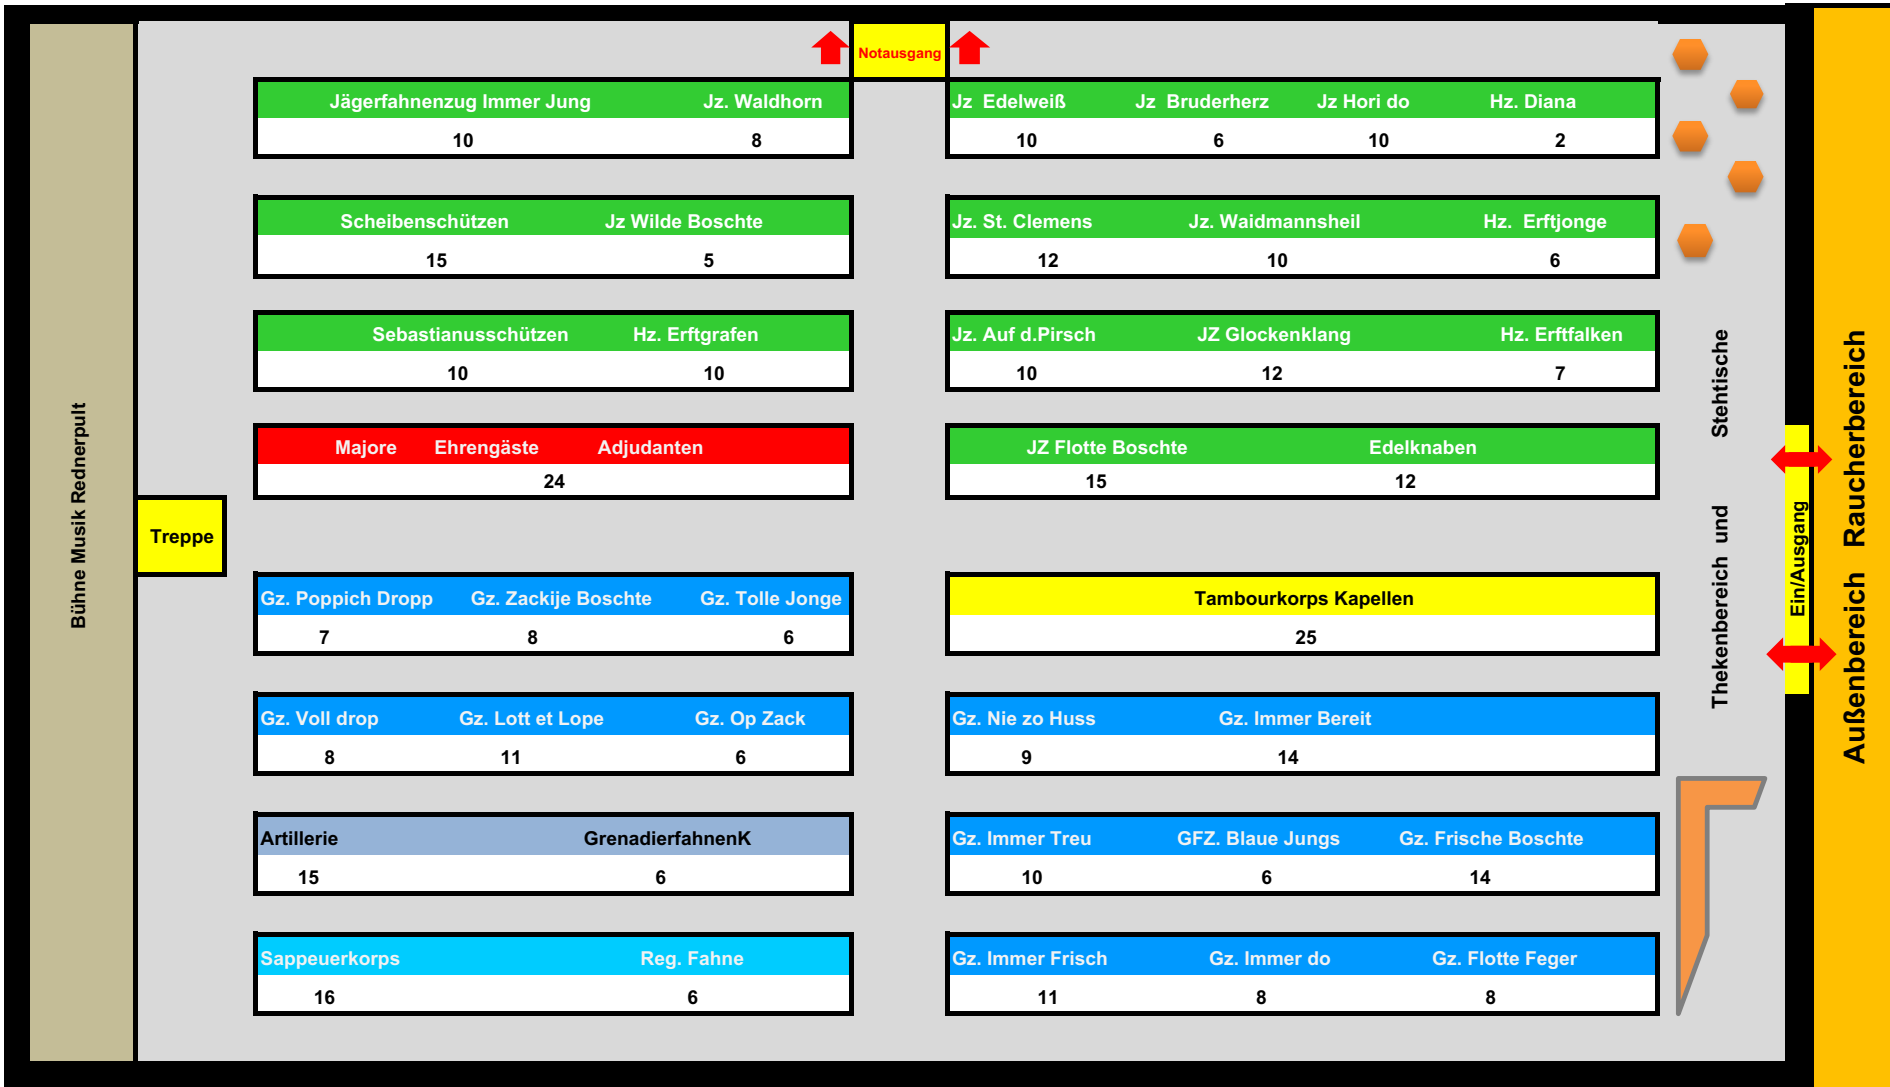 Notausgang
Jägerfahnenzug Immer Jung Jz. Waldhorn
10 8
Jz Edelweiß Jz Bruderherz Jz Hori do Hz. Diana
10 6 10 2
Scheibenschützen Jz Wilde Boschte
15 5
Jz. St. Clemens Jz. Waidmannsheil Hz. Erftjonge
12 10 6
Sebastianusschützen Hz. Erftgrafen
10 10
Jz. Auf d.Pirsch JZ Glockenklang Hz. Erftfalken
10 12 7
Majore Ehrengäste Adjudanten
24
JZ Flotte Boschte Edelknaben
15 12
Bühne Musik Rednerpult
Treppe
Gz. Poppich Dropp Gz. Zackije Boschte Gz. Tolle Jonge
7 8 6
Tambourkorps Kapellen
25
Gz. Voll drop Gz. Lott et Lope Gz. Op Zack
8 11 6
Gz. Nie zo Huss Gz. Immer Bereit
9 14
Artillerie GrenadierfahnenK
15 6
Gz. Immer Treu GFZ. Blaue Jungs Gz. Frische Boschte
10 6 14
Sappeuerkorps Reg. Fahne
16 6
Gz. Immer Frisch Gz. Immer do Gz. Flotte Feger
11 8 8
Thekenbereich und Stehtische
Ein/Ausgang
Außenbereich Raucherbereich